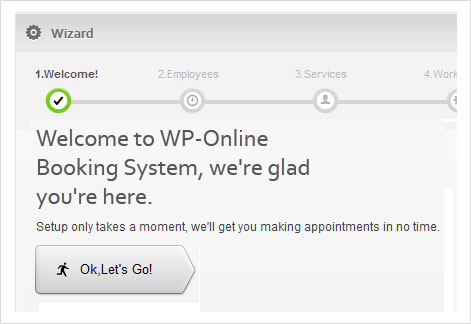 Wizard
1.Welcome! 2.Employees 3.Services 4.Work
Welcome to WP-Online
Booking System, we're glad
you're here.
Setup only takes a moment, we'll get you making appointments in no time.
Ok,Let's Go!